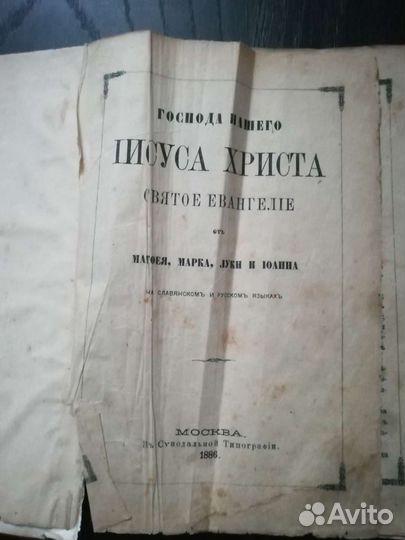 ГОСПОДА НАШЕГО
ІИСУСА ХРИСТА
СВЯТОЕ ЕВАНГЕЛІЕ
отъ
МАТѲЕЯ, МАРКА, ЛУКИ И ІОАННА
НА СЛАВЯНСКОМЪ И РУССКОМЪ ЯЗЫКАХЪ
МОСКВА.
Въ Сѵнодальной Типографіи.
1886.
Avito